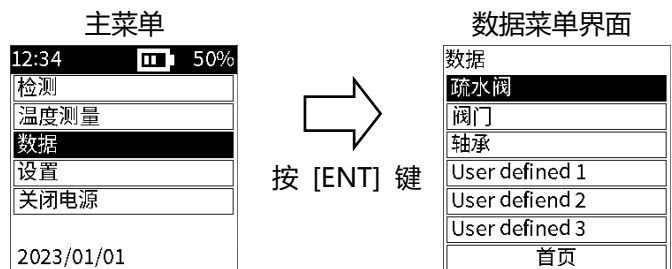 主菜单
12:34 50%
检测
温度测量
数据
设置
关闭电源
2023/01/01
按 [ENT] 键
数据菜单界面
数据
疏水阀
阀门
轴承
User defined 1
User defiend 2
User defined 3
首页